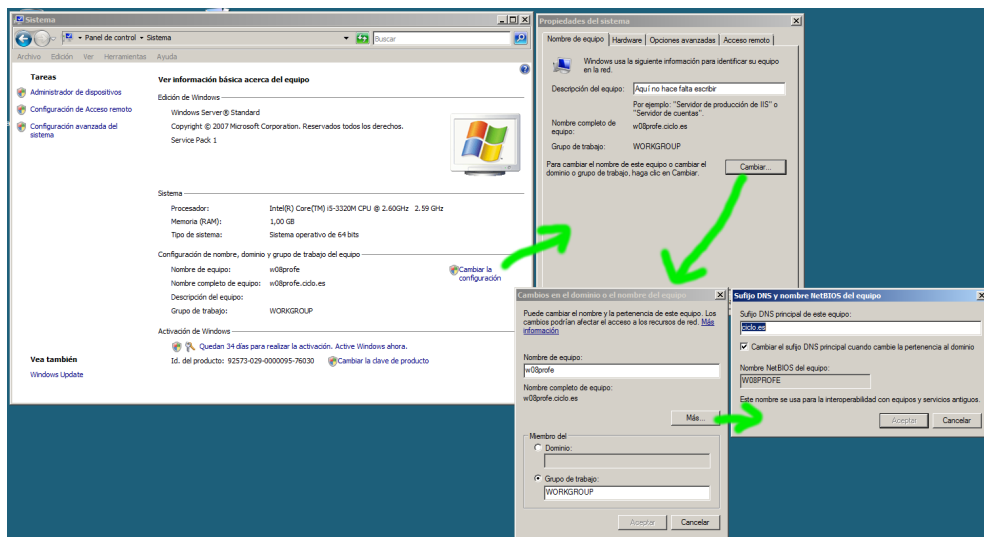 Sistema
Panel de control
Sistema
Buscar
Archivo Edición Ver Herramientas Ayuda
Tareas
Administrador de dispositivos
Configuración de Acceso remoto
Configuración avanzada del
sistema
Vea también
Windows Update
Ver información básica acerca del equipo
Edición de Windows
Windows Server® Standard
Copyright © 2007 Microsoft Corporation. Reservados todos los derechos.
Service Pack 1
Sistema
Procesador: Intel(R) Core(TM) i5-3320M CPU @ 2.60GHz 2.59 GHz
Memoria (RAM): 1,00 GB
Tipo de sistema: Sistema operativo de 64 bits
Configuración de nombre, dominio y grupo de trabajo del equipo
Nombre de equipo: w08profe
Cambiar la
configuración
Nombre completo de equipo: w08profe.ciclo.es
Descripción del equipo:
Grupo de trabajo: WORKGROUP
Activación de Windows
Quedan 34 días para realizar la activación. Active Windows ahora.
Id. del producto: 92573-029-0000095-76030 Cambiar la clave de producto
Propiedades del sistema
Nombre de equipo Hardware Opciones avanzadas Acceso remoto
Windows usa la siguiente información para identificar su equipo
en la red.
Descripción del equipo: Aquí no hace falta escribir
Por ejemplo: "Servidor de producción de IIS" o
"Servidor de cuentas".
Nombre completo de
equipo:
w08profe.ciclo.es
Grupo de trabajo: WORKGROUP
Para cambiar el nombre de este equipo o cambiar el
dominio o grupo de trabajo, haga clic en Cambiar.
Cambiar...
Cambios en el dominio o el nombre del equipo
Puede cambiar el nombre y la pertenencia de este equipo. Los
cambios podrían afectar el acceso a los recursos de red. Más
información
Nombre de equipo:
w08profe
Nombre completo de equipo:
w08profe.ciclo.es
Más...
Miembro del
Dominio:
Grupo de trabajo:
WORKGROUP
Aceptar Cancelar
Sufijo DNS y nombre NetBIOS del equipo
Sufijo DNS principal de este equipo:
ciclo.es
Cambiar el sufijo DNS principal cuando cambie la pertenencia al dominio
Nombre NetBIOS del equipo:
W08PROFE
Este nombre se usa para la interoperabilidad con equipos y servicios antiguos.
Aceptar Cancelar